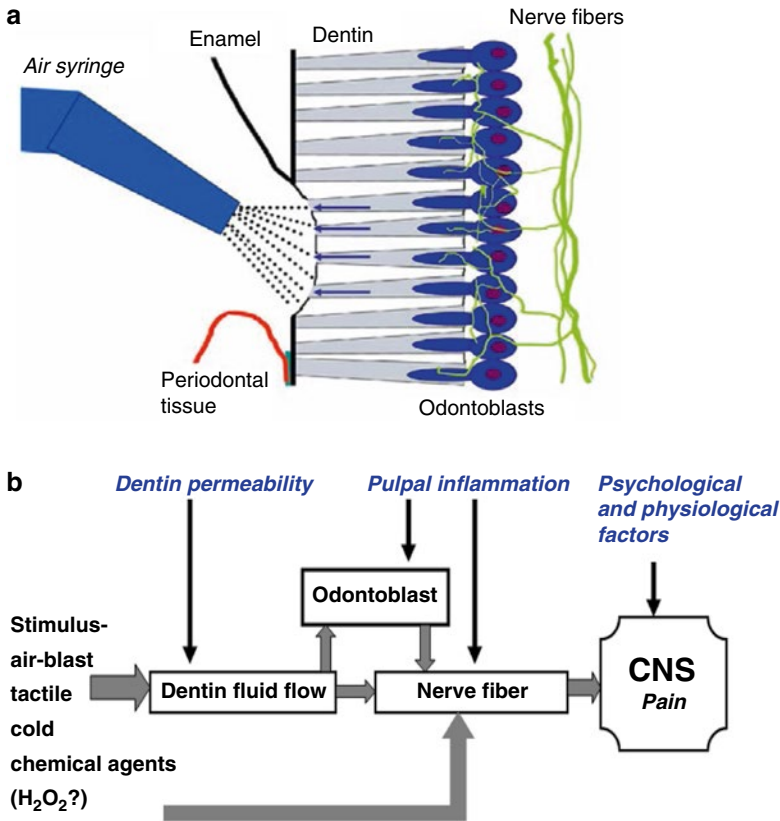 a
Nerve fibers
Enamel
Dentin
Air syringe
Periodontal
tissue
Odontoblasts
b
Dentin permeability
Pulpal inflammation
Psychological
and physiological
factors
Odontoblast
Stimulus-
air-blast
tactile
cold
chemical agents
(H₂O₂?)
Dentin fluid flow
Nerve fiber
CNS
Pain